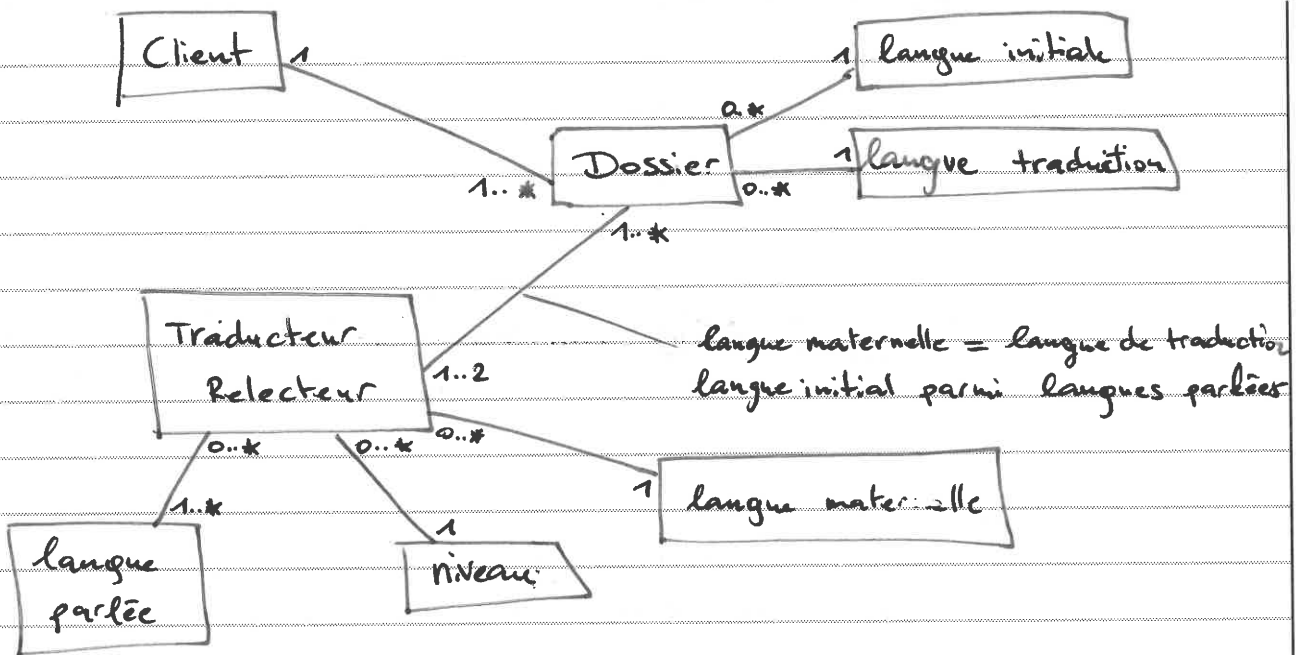 Client
1
1
langue initiale
0..*
Dossier
1
langue traduction
1..*
0..*
1..*
Traducteur
Relecteur
langue maternelle = langue de traduction
langue initial parmi langues parlées
1..2
0..*
0..*
0..*
1
langue maternelle
1..*
1
langue
parlée
niveau